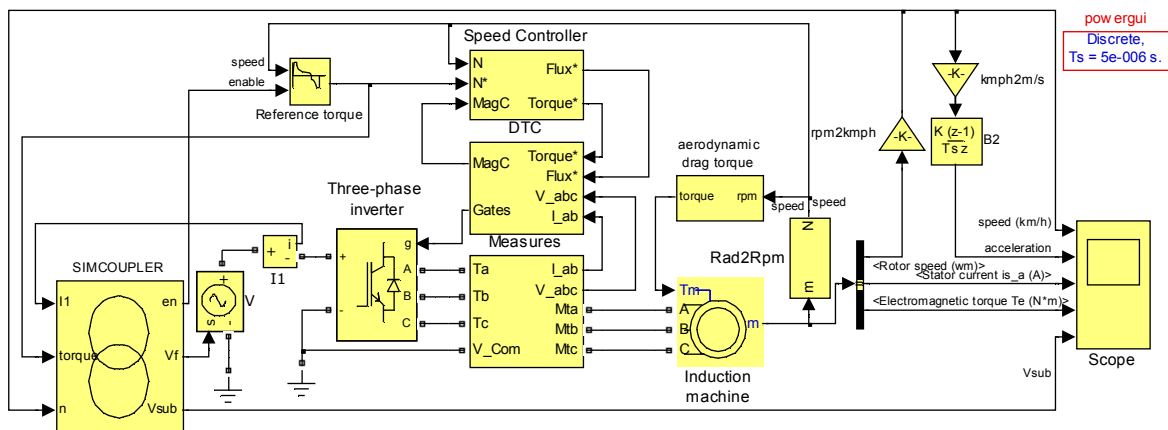 pow ergui
Discrete,
Ts = 5e-006 s.
Speed Controller
N
N*
MagC
Flux*
Torque*
DTC
speed
enable
Reference torque
kmph2m/s
-K-
rpm2kmph
-K-
K (z-1)
Ts z
B2
MagC
Gates
Torque*
Flux*
V_abc
I_ab
Measures
aerodynamic
drag torque
torque
rpm
speed
speed
N
m
Rad2Rpm
Three-phase
inverter
+
-
g
A
B
C
+
i
-
I1
SIMCOUPLER
I1
torque
n
en
Vf
Vsub
+
s
-
V
Ta
Tb
Tc
V_Com
I_ab
V_abc
Mta
Mtb
Mtc
Tm
A
B
C
m
Induction
machine
speed (km/h)
acceleration
<Rotor speed (wm)>
<Stator current is_a (A)>
<Electromagnetic torque Te (N*m)>
Vsub
Scope